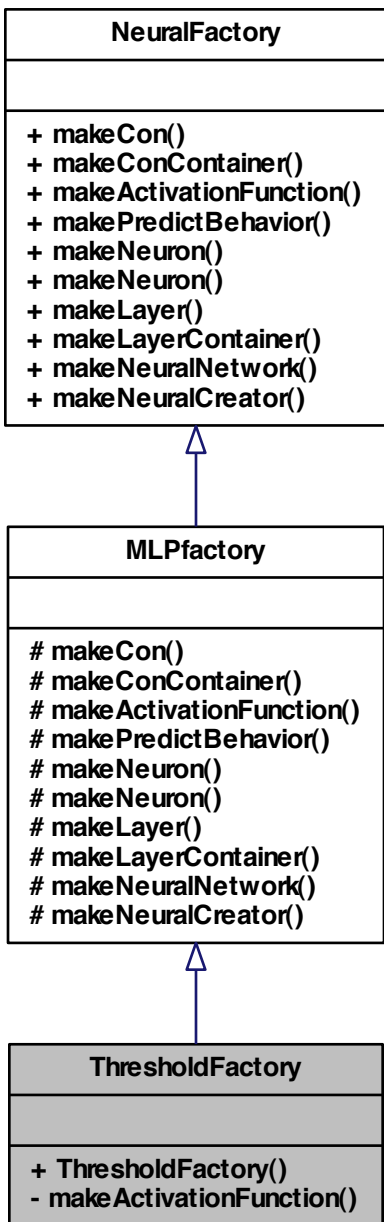 NeuralFactory
+ makeCon()
+ makeConContainer()
+ makeActivationFunction()
+ makePredictBehavior()
+ makeNeuron()
+ makeNeuron()
+ makeLayer()
+ makeLayerContainer()
+ makeNeuralNetwork()
+ makeNeuralCreator()
MLPfactory
# makeCon()
# makeConContainer()
# makeActivationFunction()
# makePredictBehavior()
# makeNeuron()
# makeNeuron()
# makeLayer()
# makeLayerContainer()
# makeNeuralNetwork()
# makeNeuralCreator()
ThresholdFactory
+ ThresholdFactory()
- makeActivationFunction()